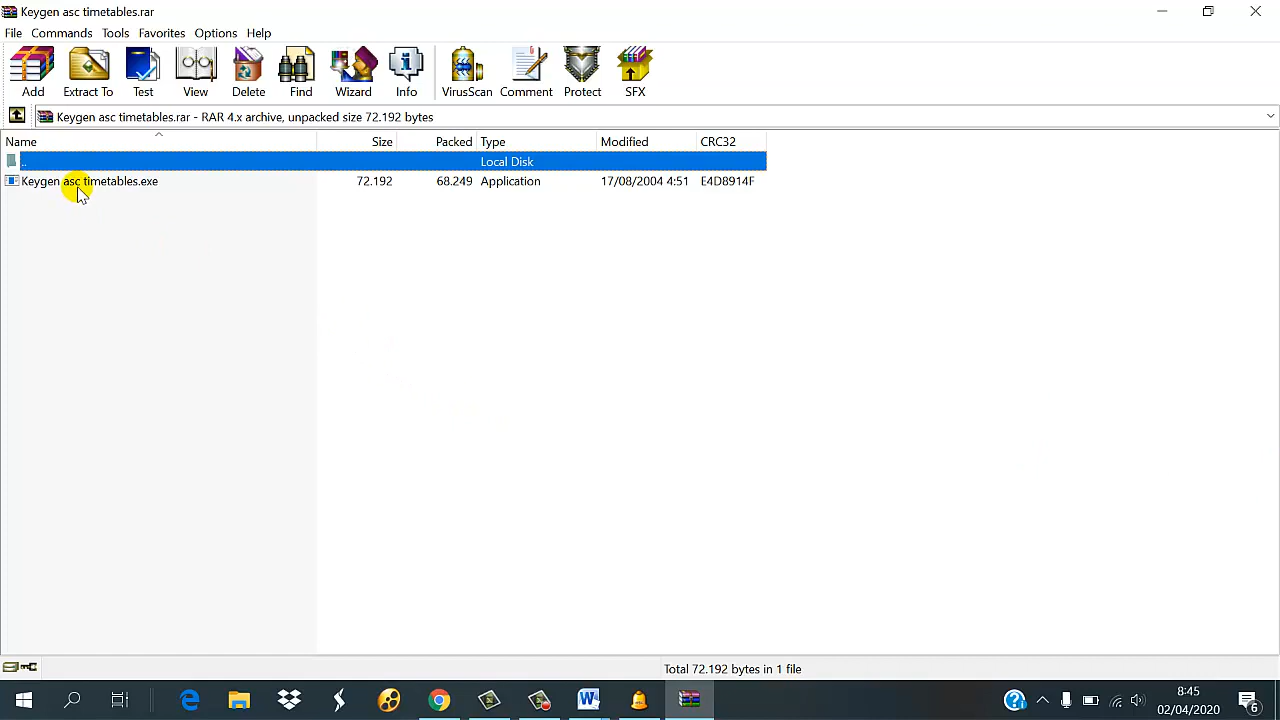 Keygen asc timetables.rar
File Commands Tools Favorites Options Help
Add Extract To Test View Delete Find Wizard Info VirusScan Comment Protect SFX
Keygen asc timetables.rar - RAR 4.x archive, unpacked size 72.192 bytes
Name Size Packed Type Modified CRC32
.. Local Disk
Keygen asc timetables.exe 72.192 68.249 Application 17/08/2004 4:51 E4D8914F
Total 72.192 bytes in 1 file
8:45
02/04/2020
6